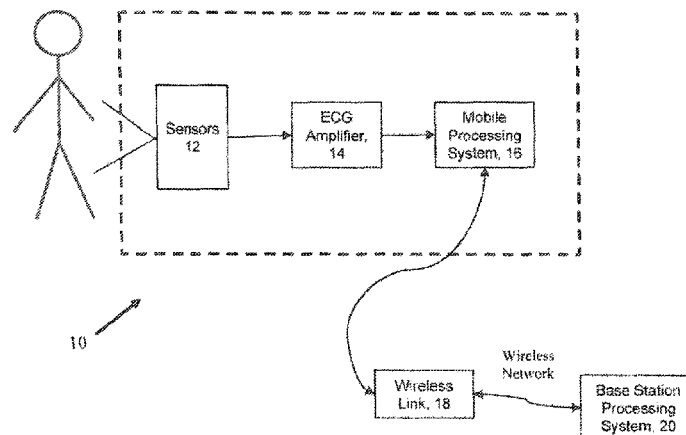 Sensors
12
ECG
Amplifier,
14
Mobile
Processing
System, 16
10
Wireless
Network
Wireless
Link, 18
Base Station
Processing
System, 20